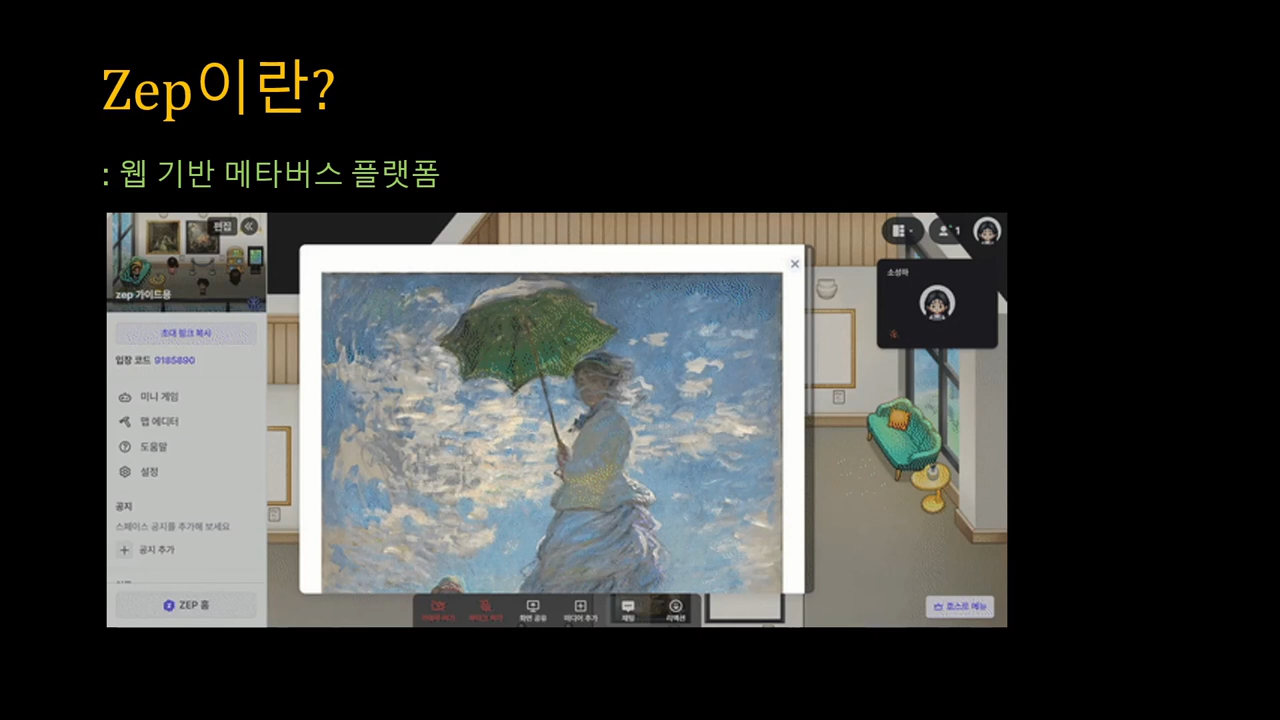 Zep이란?
: 웹 기반 메타버스 플랫폼
편집
zep 가이드용
초대 링크 복사
입장 코드 9185890
미니 게임
맵 에디터
도움말
설정
공지
스페이스 공지를 추가해 보세요
공지 추가
ZEP 홈
1
소성하
화면 공유
미디어 추가
채팅
리액션
호스트 메뉴